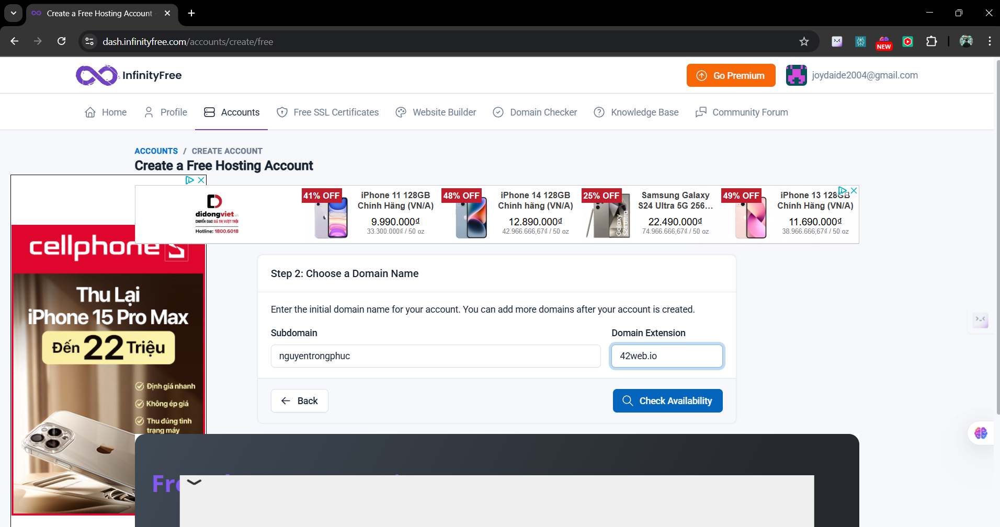 Create a Free Hosting Account
dash.infinityfree.com/accounts/create/free
NEW
InfinityFree
Go Premium
joydaide2004@gmail.com
Home
Profile
Accounts
Free SSL Certificates
Website Builder
Domain Checker
Knowledge Base
Community Forum
ACCOUNTS / CREATE ACCOUNT
Create a Free Hosting Account
didongviet.vn
CHUYỂN GIAO GIÁ TRỊ VƯỢT TRỘI
Hotline: 1800.6018
41% OFF
iPhone 11 128GB
Chính Hãng (VN/A)
9.990.000₫
33.300.000₫ / 50 oz
48% OFF
iPhone 14 128GB
Chính hãng (VN/A)
12.890.000₫
42.966.666,67₫ / 50 oz
25% OFF
Galaxy
S24 Ultra
Samsung Galaxy
S24 Ultra 5G 256...
22.490.000₫
74.966.666,67₫ / 50 oz
49% OFF
iPhone 13 128GB
Chính Hãng (VN/A)
11.690.000₫
38.966.666,67₫ / 50 oz
cellphoneS
Thu Lại
iPhone 15 Pro Max
Đến 22 Triệu
Định giá nhanh
Không ép giá
Thu đúng tình
trạng máy
Step 2: Choose a Domain Name
Enter the initial domain name for your account. You can add more domains after your account is created.
Subdomain
Domain Extension
nguyentrongphuc
42web.io
Back
Check Availability